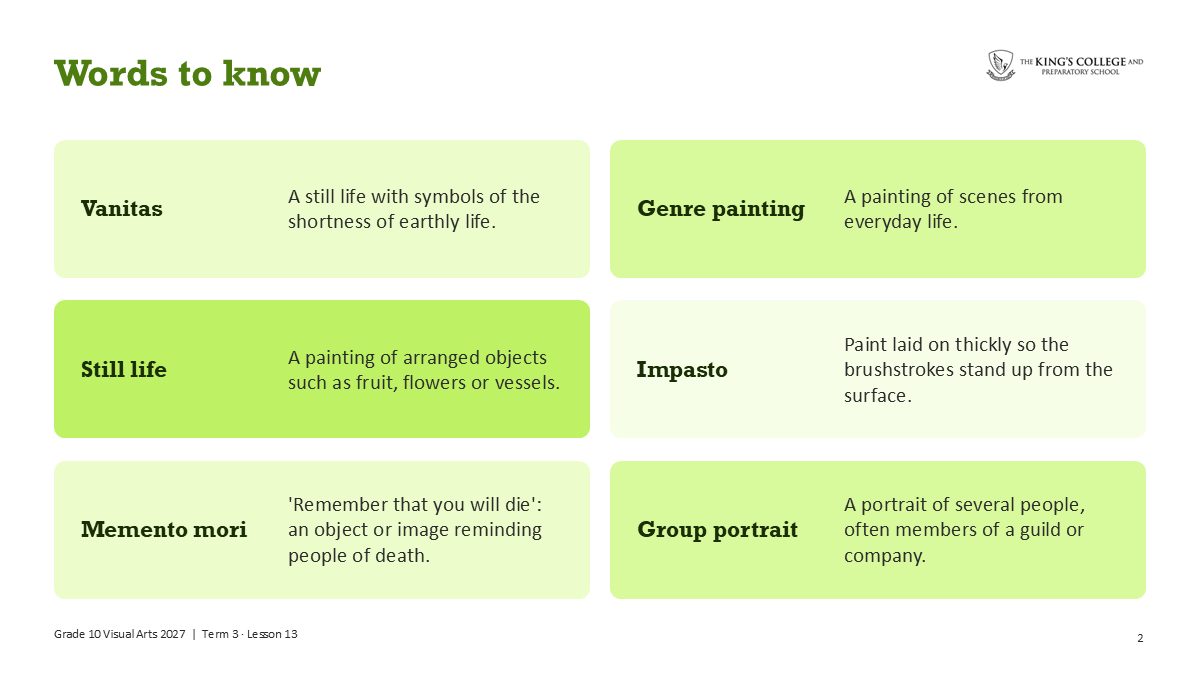 Words to know
THE KING'S COLLEGE AND
PREPARATORY SCHOOL
Vanitas
A still life with symbols of the
shortness of earthly life.
Genre painting
A painting of scenes from
everyday life.
Still life
A painting of arranged objects
such as fruit, flowers or vessels.
Impasto
Paint laid on thickly so the
brushstrokes stand up from the
surface.
Memento mori
'Remember that you will die':
an object or image reminding
people of death.
Group portrait
A portrait of several people,
often members of a guild or
company.
Grade 10 Visual Arts 2027 | Term 3 · Lesson 13
2